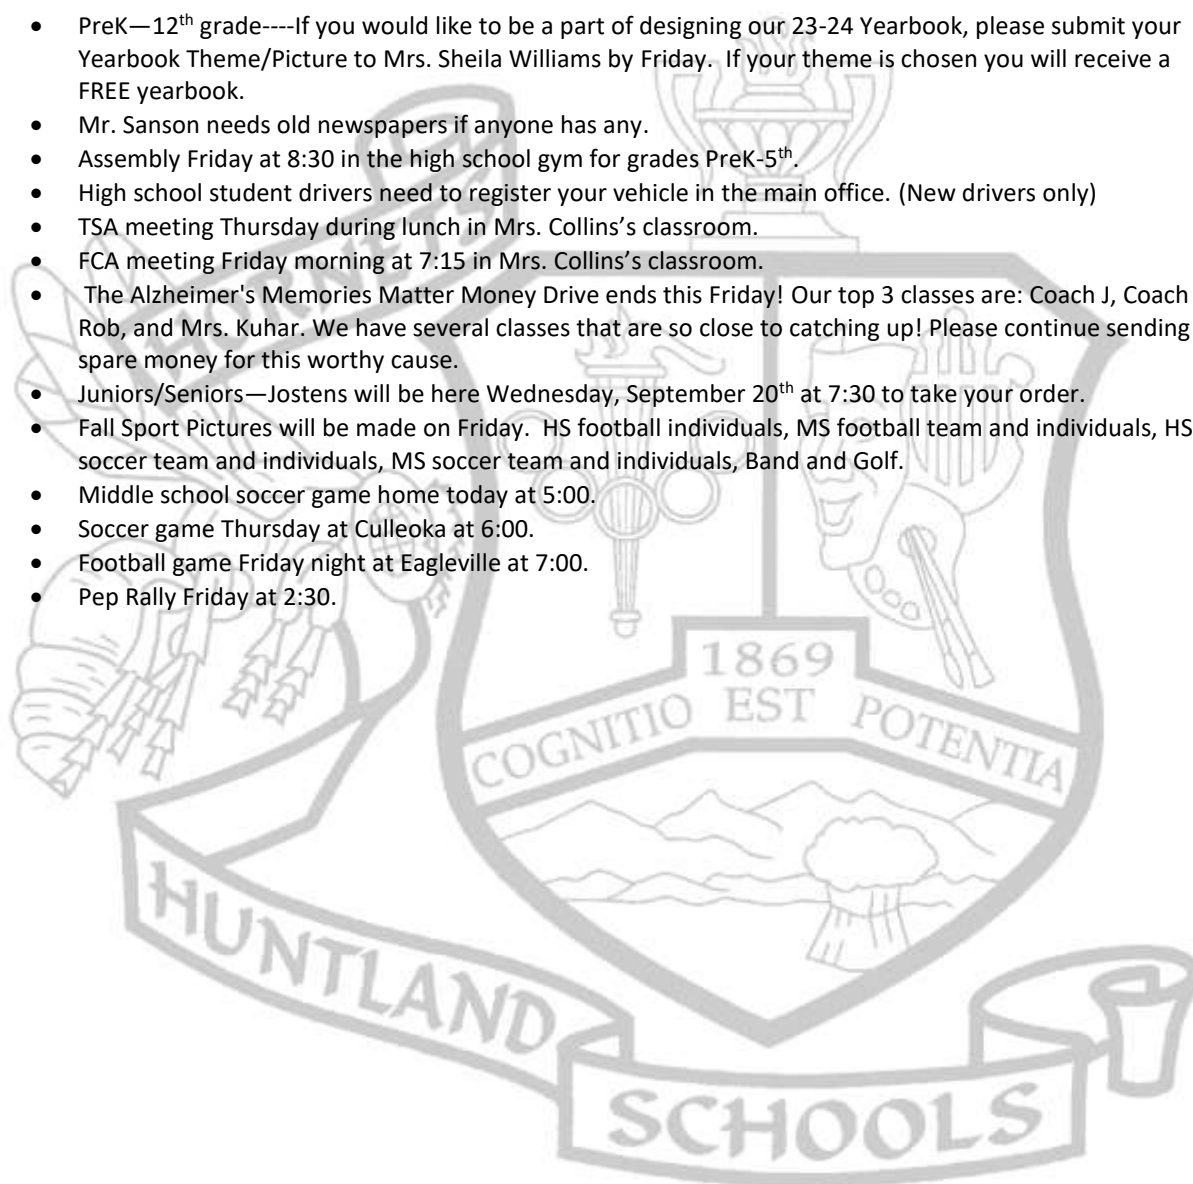 • PreK—12th grade----If you would like to be a part of designing our 23-24 Yearbook, please submit your
Yearbook Theme/Picture to Mrs. Sheila Williams by Friday.  If your theme is chosen you will receive a
FREE yearbook.
• Mr. Sanson needs old newspapers if anyone has any.
• Assembly Friday at 8:30 in the high school gym for grades PreK-5th.
• High school student drivers need to register your vehicle in the main office. (New drivers only)
• TSA meeting Thursday during lunch in Mrs. Collins’s classroom.
• FCA meeting Friday morning at 7:15 in Mrs. Collins’s classroom.
• The Alzheimer's Memories Matter Money Drive ends this Friday! Our top 3 classes are: Coach J, Coach
Rob, and Mrs. Kuhar. We have several classes that are so close to catching up! Please continue sending
spare money for this worthy cause.
• Juniors/Seniors—Jostens will be here Wednesday, September 20th at 7:30 to take your order.
• Fall Sport Pictures will be made on Friday.  HS football individuals, MS football team and individuals, HS
soccer team and individuals, MS soccer team and individuals, Band and Golf.
• Middle school soccer game home today at 5:00.
• Soccer game Thursday at Culleoka at 6:00.
• Football game Friday night at Eagleville at 7:00.
• Pep Rally Friday at 2:30.
HORNETS
1869
COGNITIO EST POTENTIA
HUNTLAND
SCHOOLS